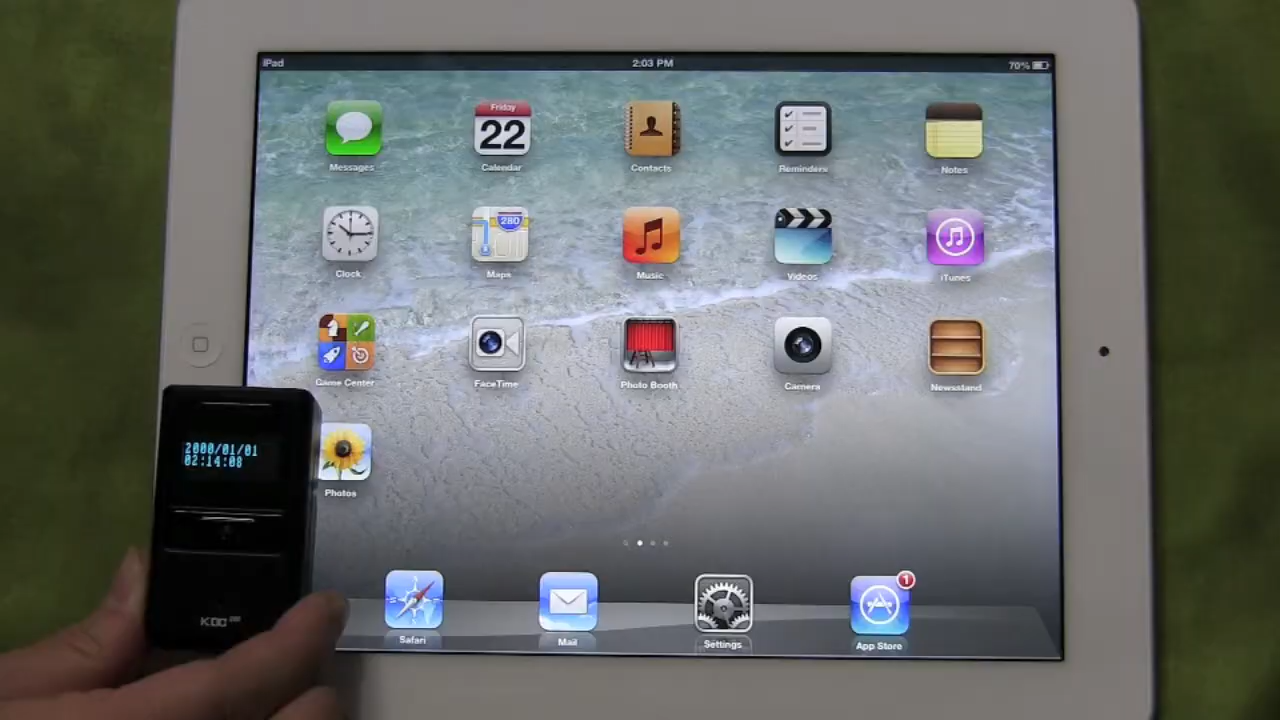 iPad 2:03 PM 70%
Friday
22
Messages Calendar Contacts Reminders Notes
280
Clock Maps Music Videos iTunes
Game Center FaceTime Photo Booth Camera Newsstand
2000/01/01
02:14:08
Photos
1
KDC
Safari Mail Settings App Store